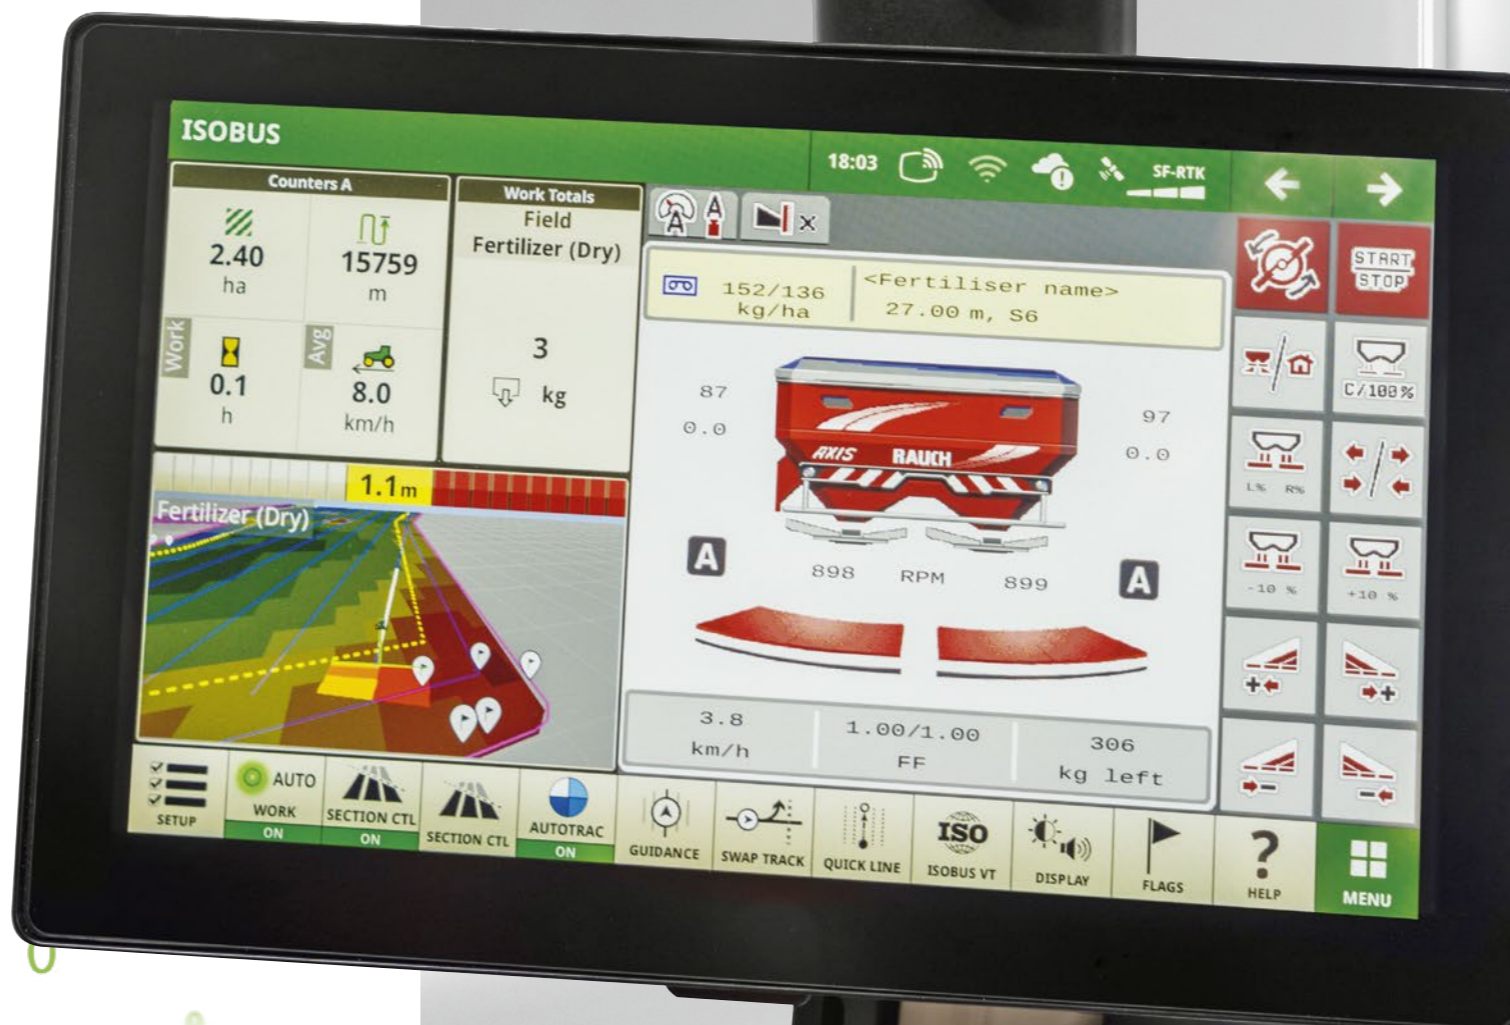 ISOBUS
18:03
SF-RTK
Counters A
2.40
ha
15759
m
Work
0.1
h
Avg
8.0
km/h
Work Totals
Field
Fertilizer (Dry)
3
kg
1.1 m
Fertilizer (Dry)
A A
x
152/136
kg/ha
<Fertiliser name>
27.00 m, S6
87
0.0
97
0.0
AXIS RAUCH
A
898 RPM 899
A
3.8
km/h
1.00/1.00
FF
306
kg left
START
STOP
C/100%
L% R%
-10 %
+10 %
SETUP
AUTO
WORK
ON
SECTION CTL
ON
SECTION CTL
AUTOTRAC
ON
GUIDANCE
SWAP TRACK
QUICK LINE
ISO
ISOBUS VT
DISPLAY
FLAGS
?
HELP
MENU